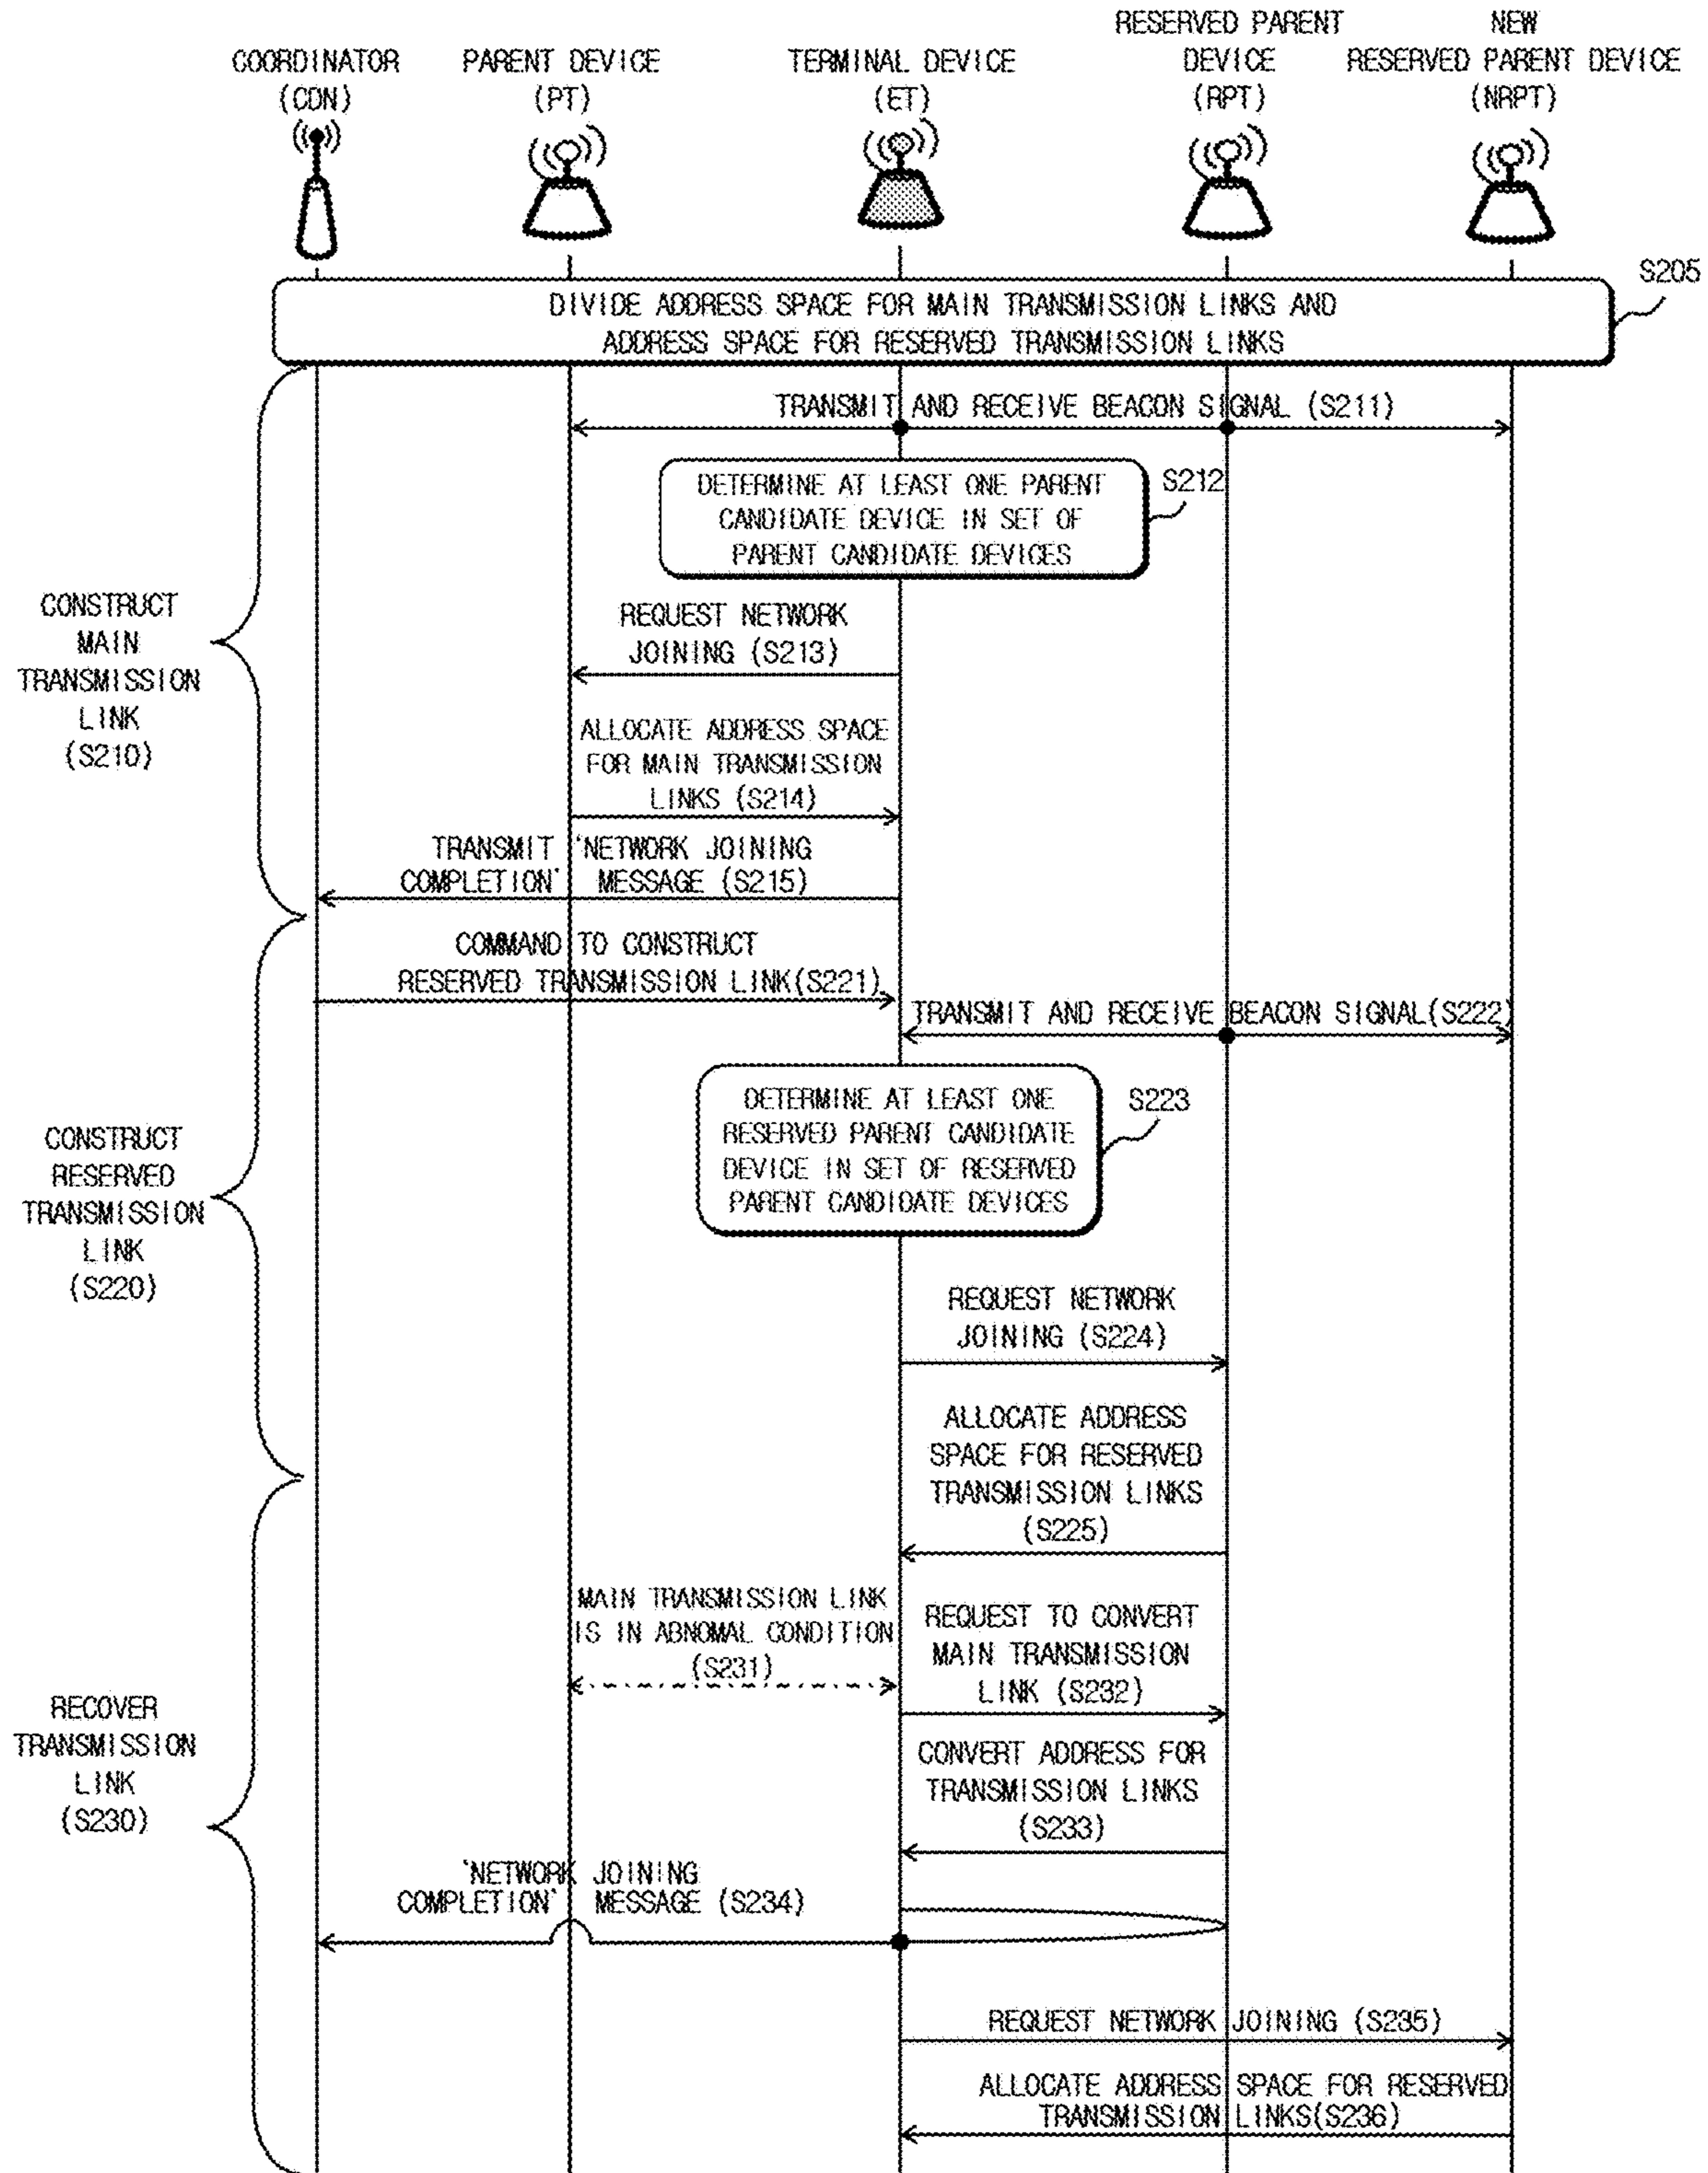 COORDINATOR
(CDN)
PARENT DEVICE
(PT)
TERMINAL DEVICE
(ET)
RESERVED PARENT
DEVICE
(RPT)
NEW
RESERVED PARENT DEVICE
(NRPT)
S205
DIVIDE ADDRESS SPACE FOR MAIN TRANSMISSION LINKS AND
ADDRESS SPACE FOR RESERVED TRANSMISSION LINKS
TRANSMIT AND RECEIVE BEACON SIGNAL (S211)
DETERMINE AT LEAST ONE PARENT
CANDIDATE DEVICE IN SET OF
PARENT CANDIDATE DEVICES
S212
CONSTRUCT
MAIN
TRANSMISSION
LINK
(S210)
REQUEST NETWORK
JOINING (S213)
ALLOCATE ADDRESS SPACE
FOR MAIN TRANSMISSION
LINKS (S214)
TRANSMIT 'NETWORK JOINING
COMPLETION' MESSAGE (S215)
COMMAND TO CONSTRUCT
RESERVED TRANSMISSION LINK(S221)
TRANSMIT AND RECEIVE BEACON SIGNAL(S222)
DETERMINE AT LEAST ONE
RESERVED PARENT CANDIDATE
DEVICE IN SET OF RESERVED
PARENT CANDIDATE DEVICES
S223
CONSTRUCT
RESERVED
TRANSMISSION
LINK
(S220)
REQUEST NETWORK
JOINING (S224)
ALLOCATE ADDRESS
SPACE FOR RESERVED
TRANSMISSION LINKS
(S225)
MAIN TRANSMISSION LINK
IS IN ABNOMAL CONDITION
(S231)
REQUEST TO CONVERT
MAIN TRANSMISSION
LINK (S232)
RECOVER
TRANSMISSION
LINK
(S230)
CONVERT ADDRESS FOR
TRANSMISSION LINKS
(S233)
'NETWORK JOINING
COMPLETION' MESSAGE (S234)
REQUEST NETWORK JOINING (S235)
ALLOCATE ADDRESS SPACE FOR RESERVED
TRANSMISSION LINKS(S236)